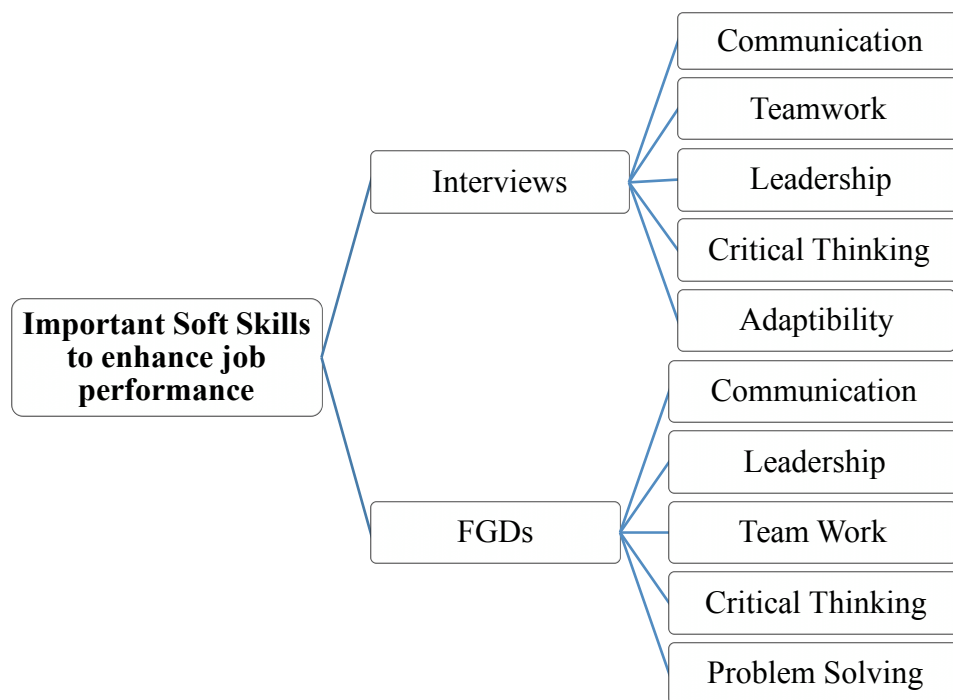 Important Soft Skills
to enhance job
performance
Interviews
Communication
Teamwork
Leadership
Critical Thinking
Adaptibility
FGDs
Communication
Leadership
Team Work
Critical Thinking
Problem Solving